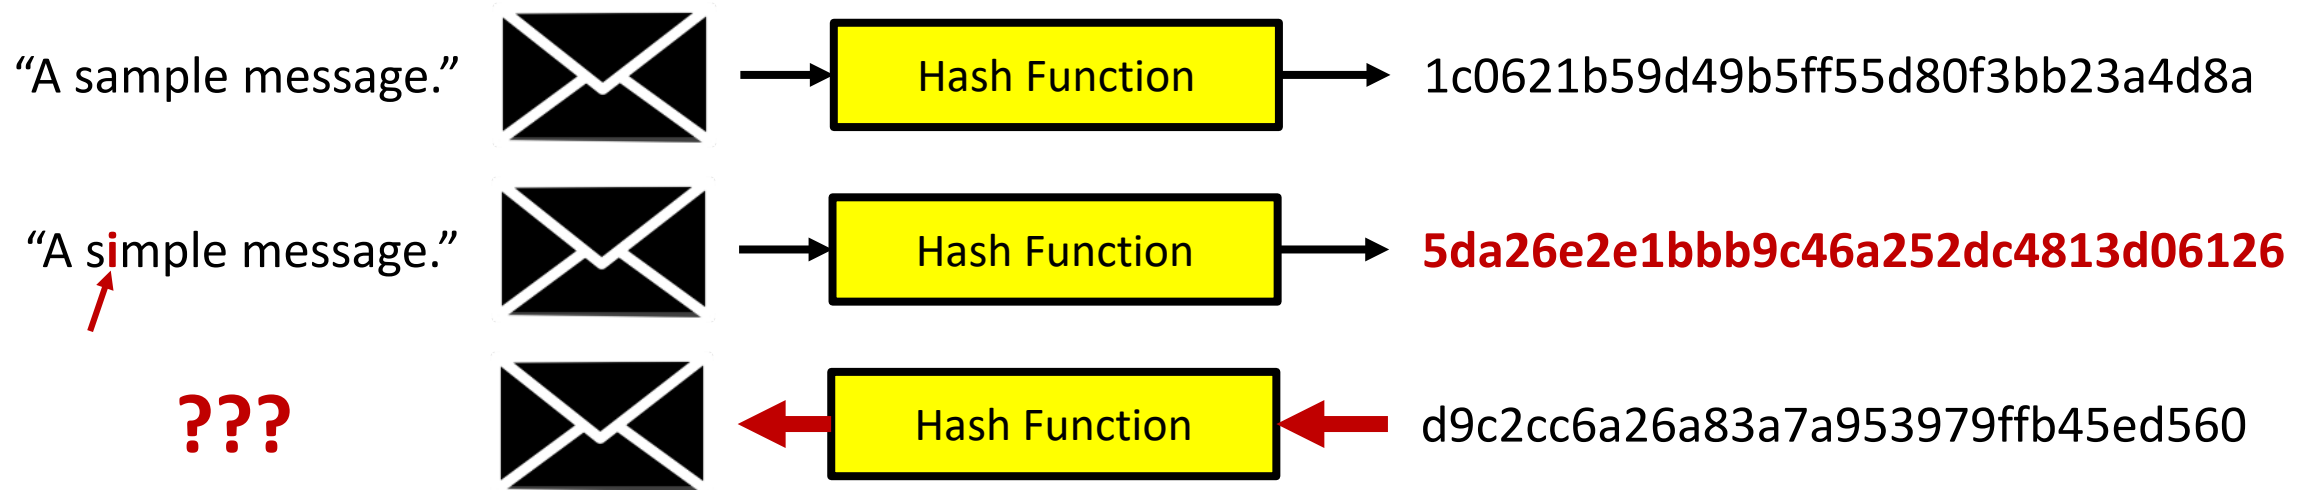 “A sample message.” Hash Function 1c0621b59d49b5ff55d80f3bb23a4d8a
“A simple message.” Hash Function 5da26e2e1bbb9c46a252dc4813d06126
??? Hash Function d9c2cc6a26a83a7a953979ffb45ed560